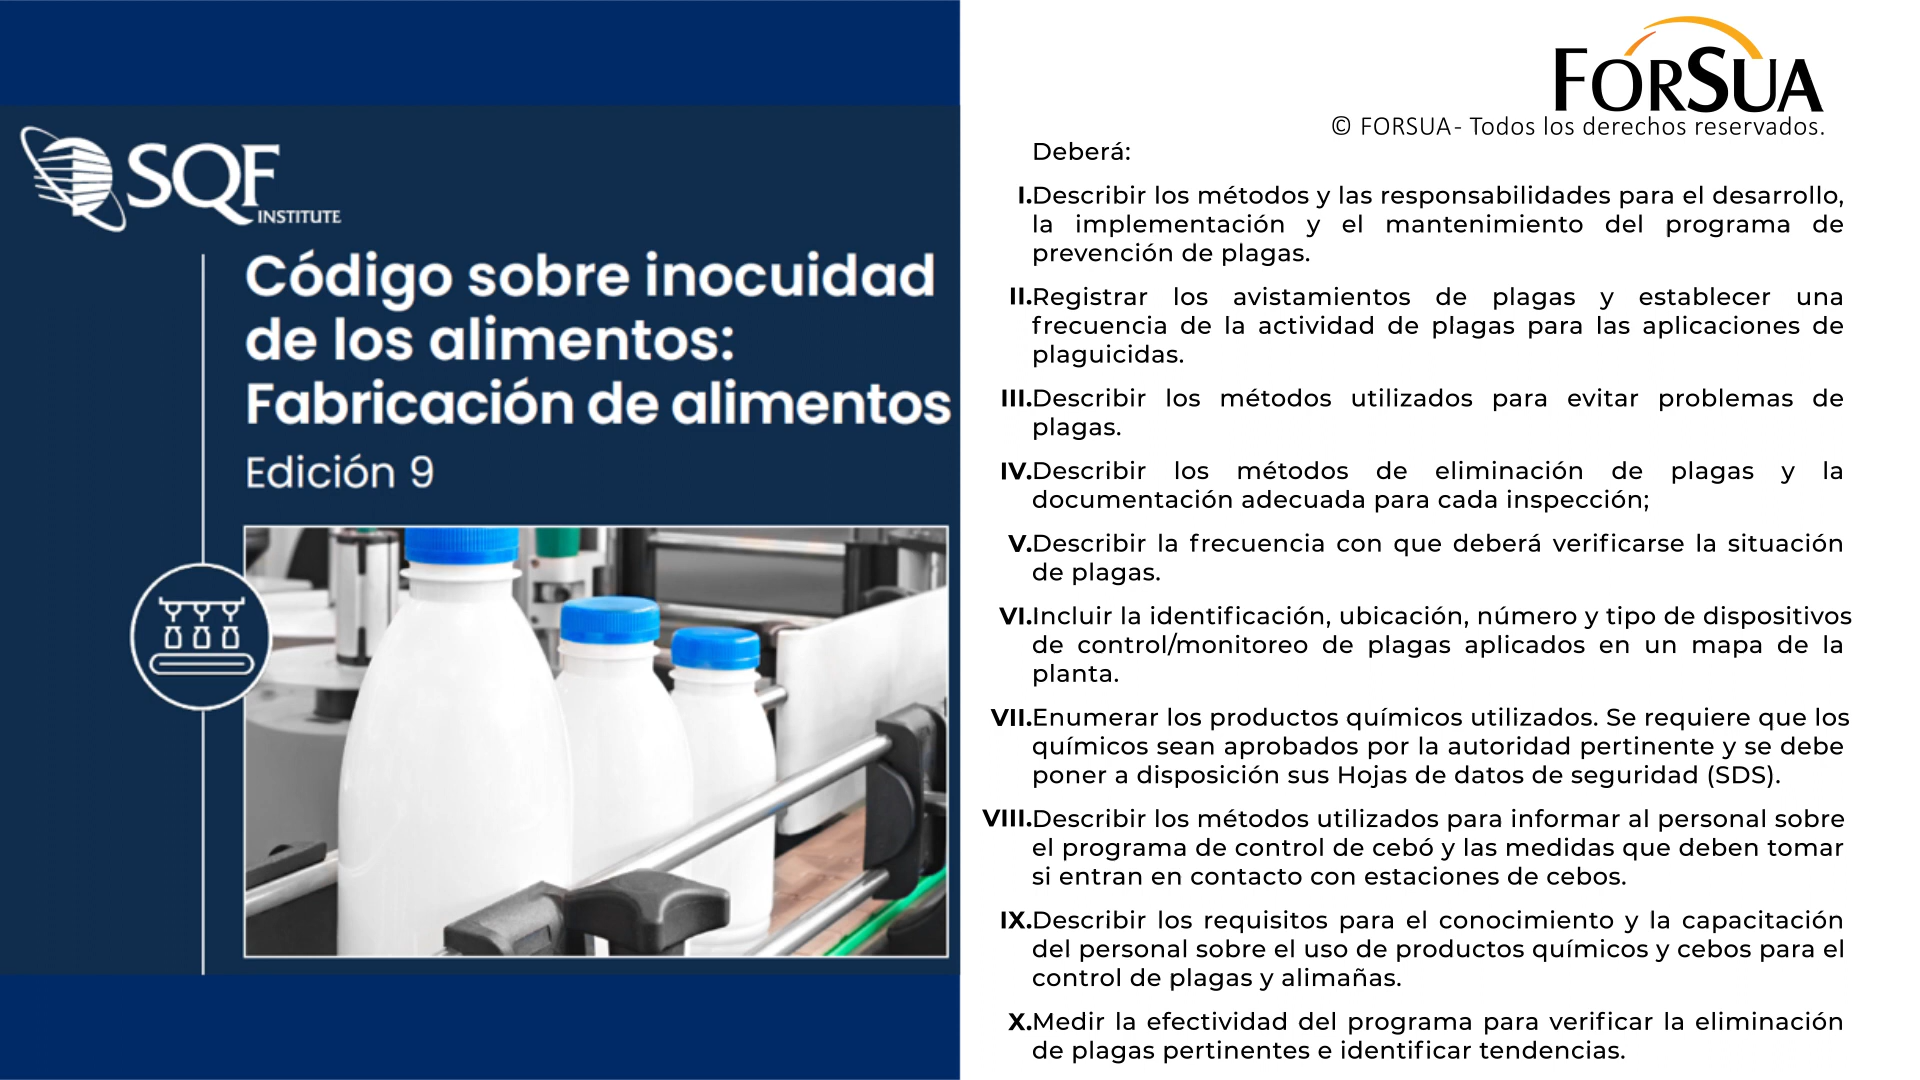 SQF
INSTITUTE
Código sobre inocuidad
de los alimentos:
Fabricación de alimentos
Edición 9
FORSUA
© FORSUA- Todos los derechos reservados.
Deberá:
I.Describir los métodos y las responsabilidades para el desarrollo,
la implementación y el mantenimiento del programa de
prevención de plagas.
II.Registrar los avistamientos de plagas y establecer una
frecuencia de la actividad de plagas para las aplicaciones de
plaguicidas.
III.Describir los métodos utilizados para evitar problemas de
plagas.
IV.Describir los métodos de eliminación de plagas y la
documentación adecuada para cada inspección;
V.Describir la frecuencia con que deberá verificarse la situación
de plagas.
VI.Incluir la identificación, ubicación, número y tipo de dispositivos
de control/monitoreo de plagas aplicados en un mapa de la
planta.
VII.Enumerar los productos químicos utilizados. Se requiere que los
químicos sean aprobados por la autoridad pertinente y se debe
poner a disposición sus Hojas de datos de seguridad (SDS).
VIII.Describir los métodos utilizados para informar al personal sobre
el programa de control de cebó y las medidas que deben tomar
si entran en contacto con estaciones de cebos.
IX.Describir los requisitos para el conocimiento y la capacitación
del personal sobre el uso de productos químicos y cebos para el
control de plagas y alimañas.
X.Medir la efectividad del programa para verificar la eliminación
de plagas pertinentes e identificar tendencias.